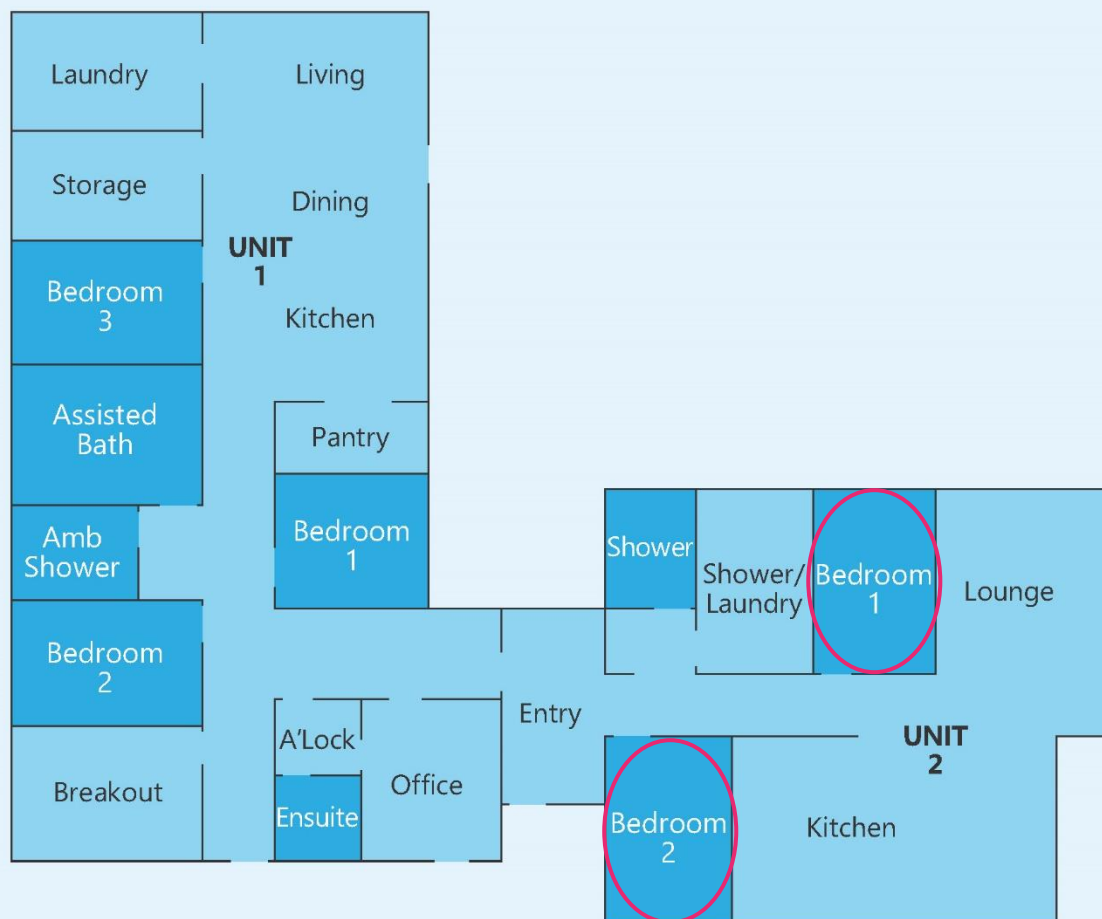 Laundry
Living
Storage
Dining
UNIT
1
Bedroom
3
Kitchen
Assisted
Bath
Pantry
Amb
Shower
Bedroom
1
Shower
Shower/
Laundry
Bedroom
1
Lounge
Bedroom
2
Entry
A'Lock
Office
UNIT
2
Breakout
Ensuite
Bedroom
2
Kitchen